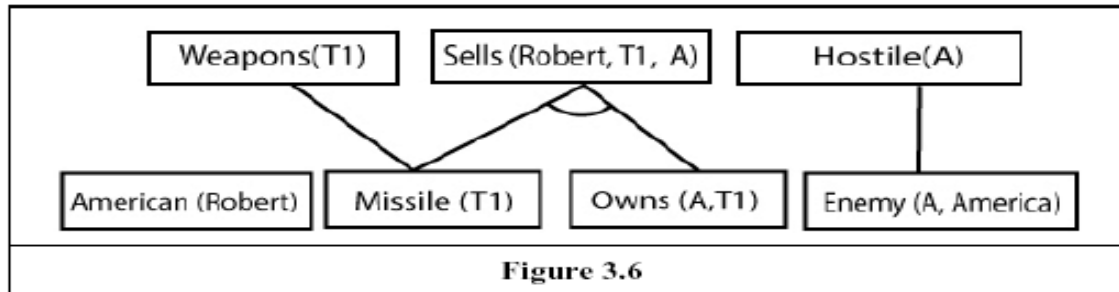 Weapons(T1) Sells (Robert, T1, A) Hostile(A)
American (Robert) Missile (T1) Owns (A,T1) Enemy (A, America)
Figure 3.6